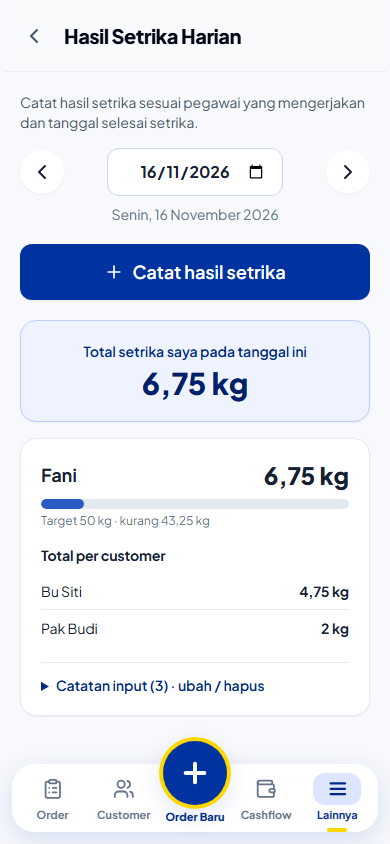 Hasil Setrika Harian
Catat hasil setrika sesuai pegawai yang mengerjakan
dan tanggal selesai setrika.
16/11/2026
Senin, 16 November 2026
+ Catat hasil setrika
Total setrika saya pada tanggal ini
6,75 kg
Fani 6,75 kg
Target 50 kg · kurang 43,25 kg
Total per customer
Bu Siti 4,75 kg
Pak Budi 2 kg
▶ Catatan input (3) · ubah / hapus
Order Customer Order Baru Cashflow Lainnya